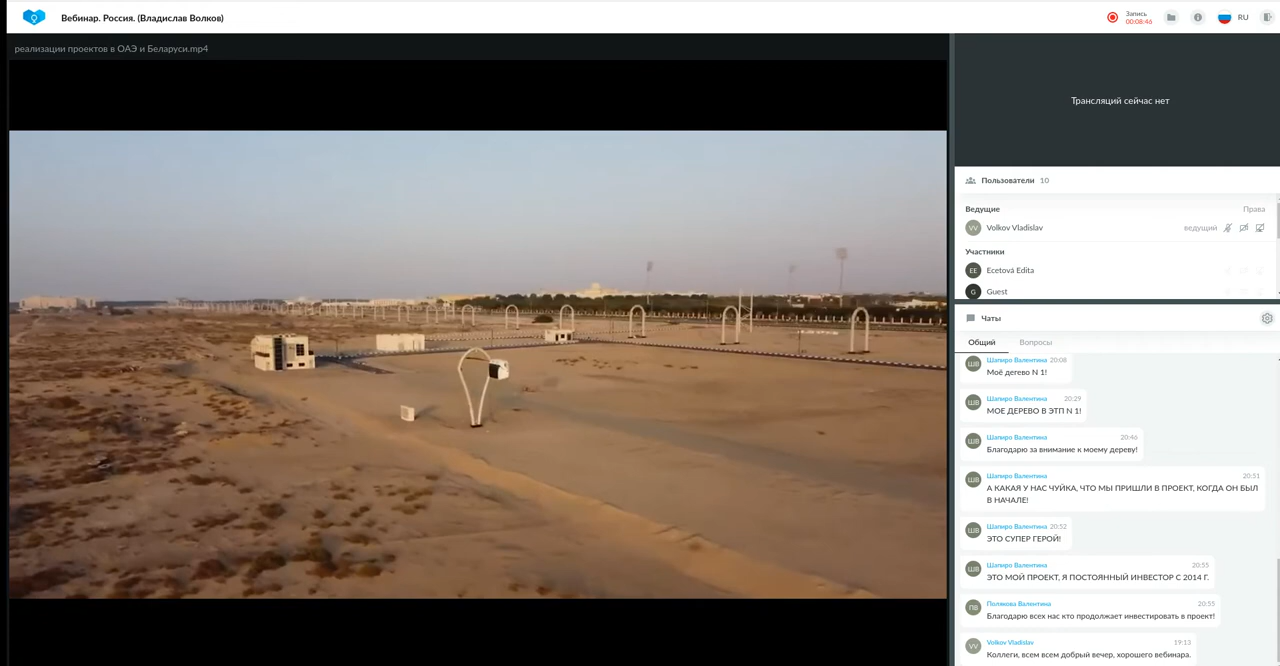 Вебинар. Россия. (Владислав Волков)
Запись
00:08:46
RU
реализации проектов в ОАЭ и Беларуси.mp4
Трансляций сейчас нет
Пользователи 10
Ведущие Права
VV Volkov Vladislav ведущий
Участники
EE Ecetová Edita
G Guest
Чаты
Общий Вопросы
ШВ Шапиро Валентина 20:08
Моё дегево N 1!
ШВ Шапиро Валентина 20:29
МОЕ ДЕРЕВО В ЭТП N 1!
ШВ Шапиро Валентина 20:46
Благодарю за внимание к моему дереву!
ШВ Шапиро Валентина 20:51
А КАКАЯ У НАС ЧУЙКА, ЧТО МЫ ПРИШЛИ В ПРОЕКТ, КОГДА ОН БЫЛ
В НАЧАЛЕ!
ШВ Шапиро Валентина 20:52
ЭТО СУПЕР ГЕРОЙ!
ШВ Шапиро Валентина 20:55
ЭТО МОЙ ПРОЕКТ, Я ПОСТОЯННЫЙ ИНВЕСТОР С 2014 Г.
ПВ Полякова Валентина 20:55
Благодарю всех нас кто продолжает инвестировать в проект!
VV Volkov Vladislav 19:13
Коллеги, всем всем добрый вечер, хорошего вебинара.